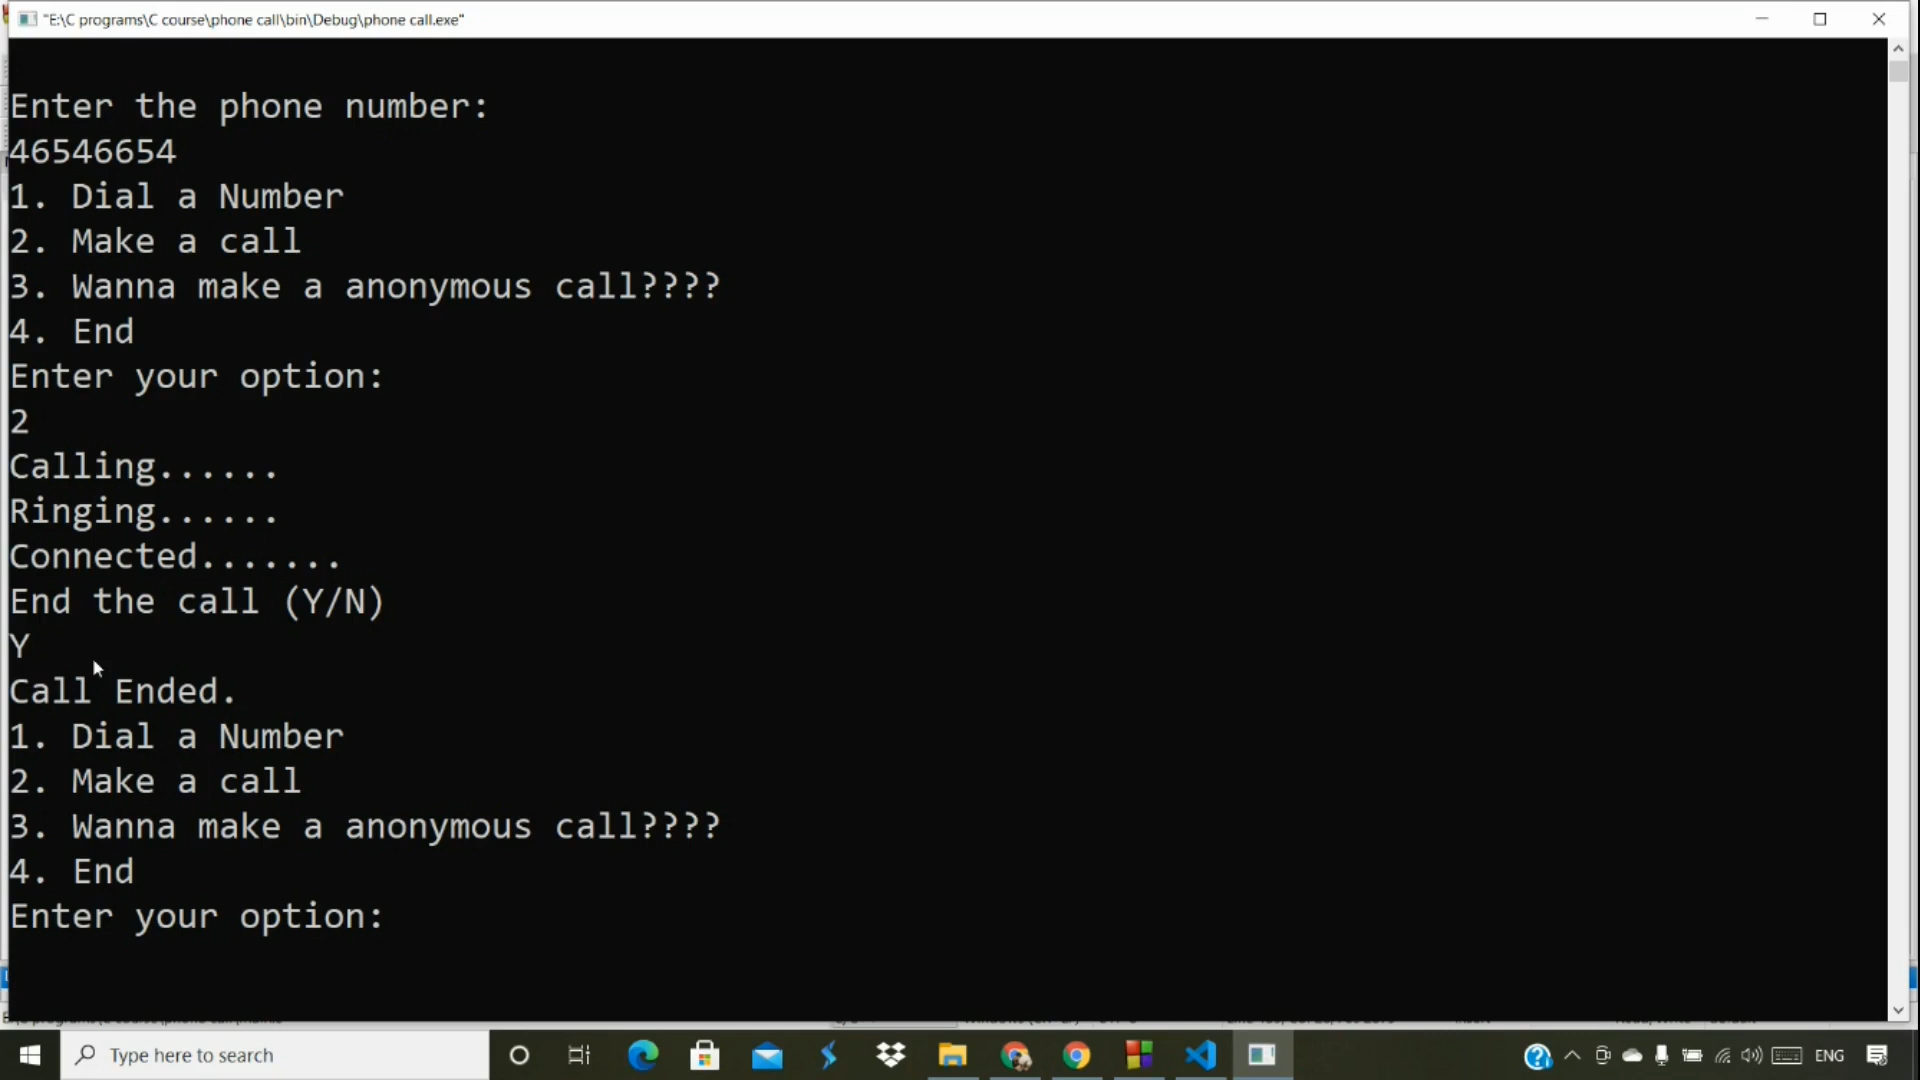 "E:\C programs\C course\phone call\bin\Debug\phone call.exe"
Enter the phone number:
46546654
1. Dial a Number
2. Make a call
3. Wanna make a anonymous call????
4. End
Enter your option:
2
Calling......
Ringing......
Connected.......
End the call (Y/N)
Y
Call Ended.
1. Dial a Number
2. Make a call
3. Wanna make a anonymous call????
4. End
Enter your option:
Type here to search
ENG